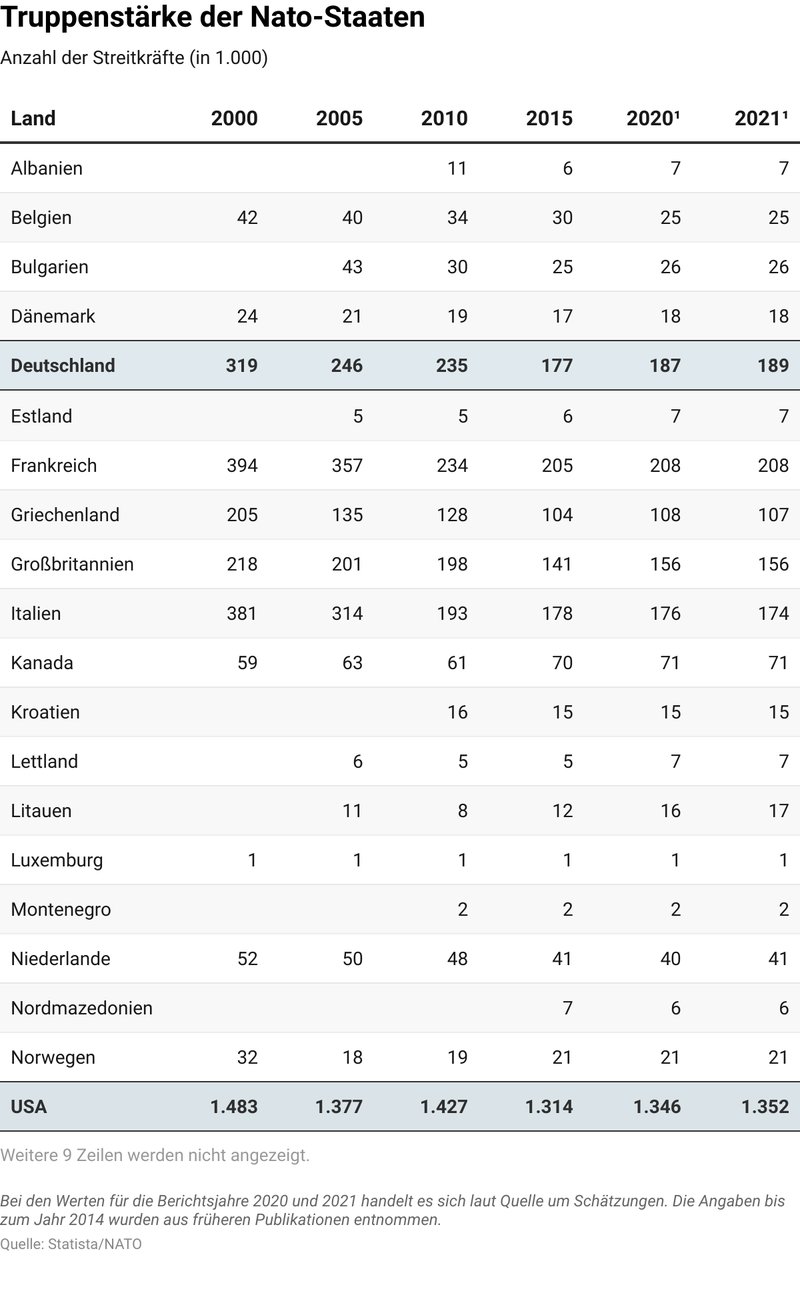 Truppenstärke der Nato-Staaten
Anzahl der Streitkräfte (in 1.000)
Land 2000 2005 2010 2015 2020¹ 2021¹
Albanien 11 6 7 7
Belgien 42 40 34 30 25 25
Bulgarien 43 30 25 26 26
Dänemark 24 21 19 17 18 18
Deutschland 319 246 235 177 187 189
Estland 5 5 6 7 7
Frankreich 394 357 234 205 208 208
Griechenland 205 135 128 104 108 107
Großbritannien 218 201 198 141 156 156
Italien 381 314 193 178 176 174
Kanada 59 63 61 70 71 71
Kroatien 16 15 15 15
Lettland 6 5 5 7 7
Litauen 11 8 12 16 17
Luxemburg 1 1 1 1 1 1
Montenegro 2 2 2 2
Niederlande 52 50 48 41 40 41
Nordmazedonien 7 6 6
Norwegen 32 18 19 21 21 21
USA 1.483 1.377 1.427 1.314 1.346 1.352
Weitere 9 Zeilen werden nicht angezeigt.
Bei den Werten für die Berichtsjahre 2020 und 2021 handelt es sich laut Quelle um Schätzungen. Die Angaben bis
zum Jahr 2014 wurden aus früheren Publikationen entnommen.
Quelle: Statista/NATO